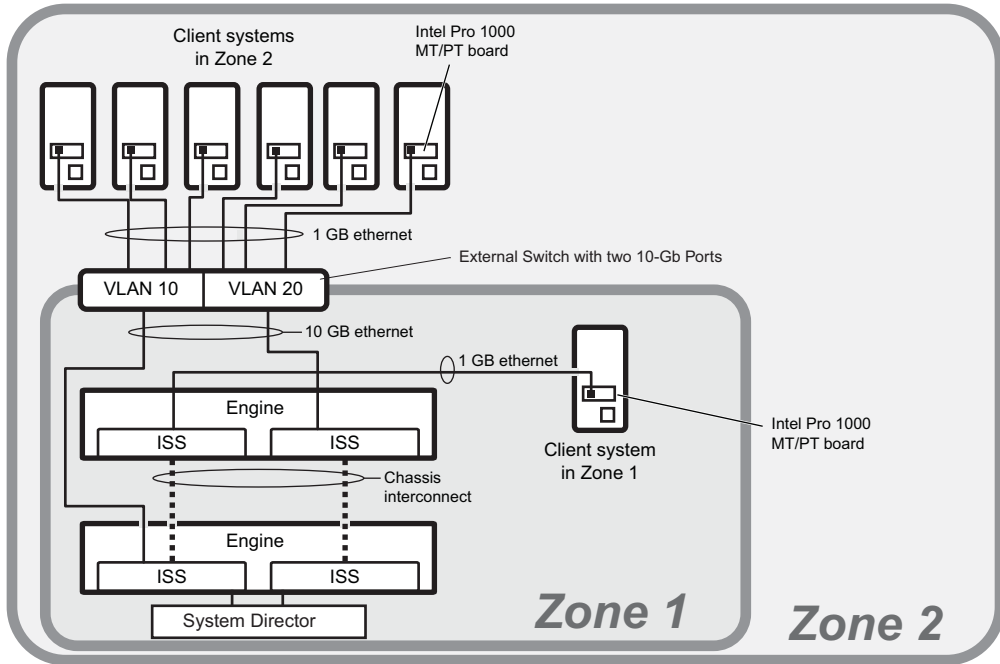 Client systems
in Zone 2
Intel Pro 1000
MT/PT board
1 GB ethernet
External Switch with two 10-Gb Ports
VLAN 10
VLAN 20
10 GB ethernet
1 GB ethernet
Engine
ISS
ISS
Intel Pro 1000
MT/PT board
Client system
in Zone 1
Chassis
interconnect
Engine
ISS
ISS
System Director
Zone 1
Zone 2